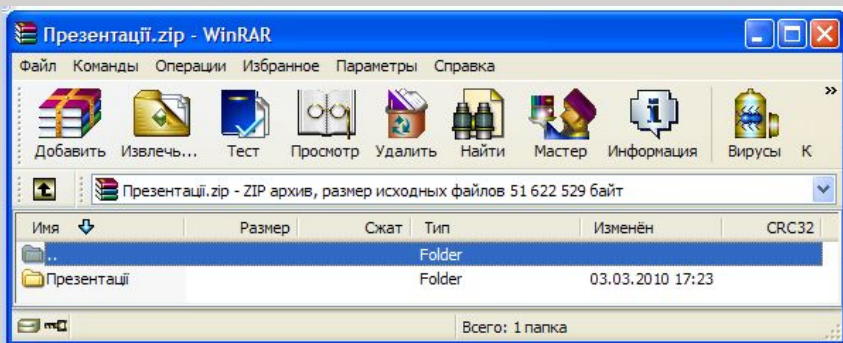 Презентації.zip - WinRAR
Файл Команды Операции Избранное Параметры Справка
Добавить Извлечь... Тест Просмотр Удалить Найти Мастер Информация Вирусы К »
Презентації.zip - ZIP архив, размер исходных файлов 51 622 529 байт
Имя Размер Сжат Тип Изменён CRC32
.. Folder
Презентації Folder 03.03.2010 17:23
Всего: 1 папка